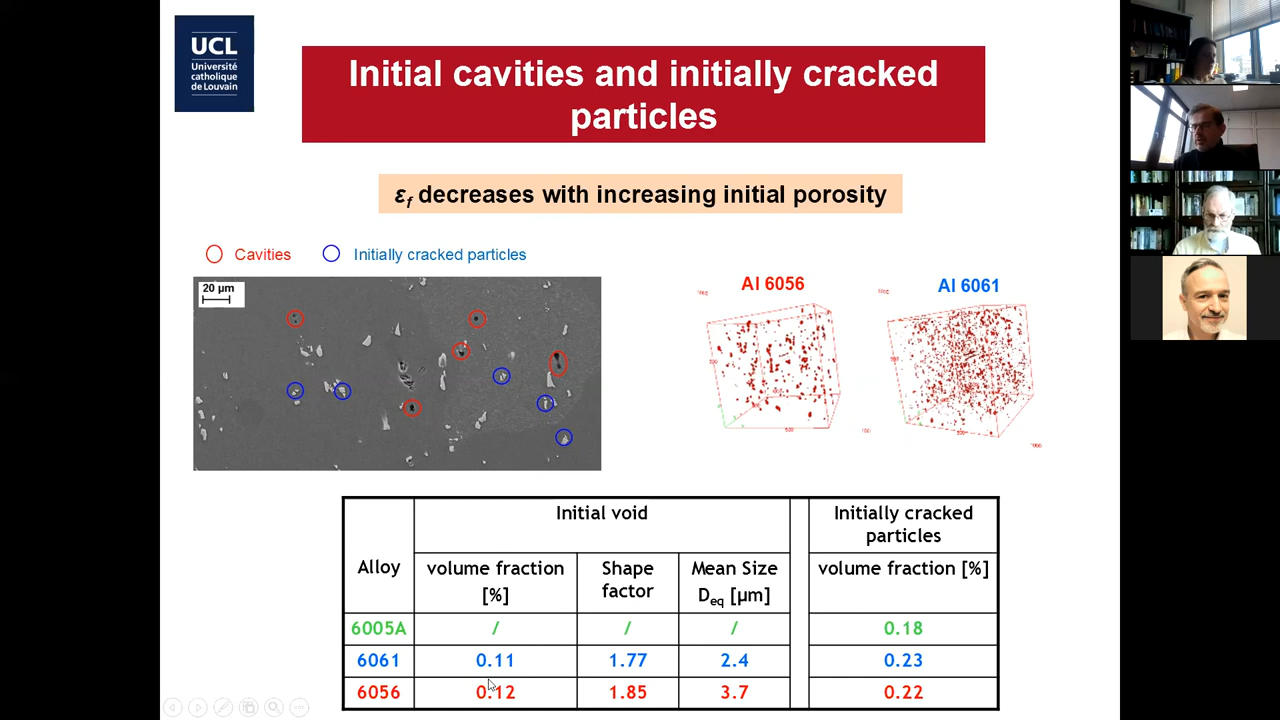 UCL
Université
catholique
de Louvain
Initial cavities and initially cracked
particles
εf decreases with increasing initial porosity
Cavities
Initially cracked particles
20 µm
Al 6056
Al 6061
Alloy
Initial void
Initially cracked
particles
volume fraction
[%]
Shape
factor
Mean Size
Deq [µm]
volume fraction [%]
6005A / / / 0.18
6061 0.11 1.77 2.4 0.23
6056 0.12 1.85 3.7 0.22